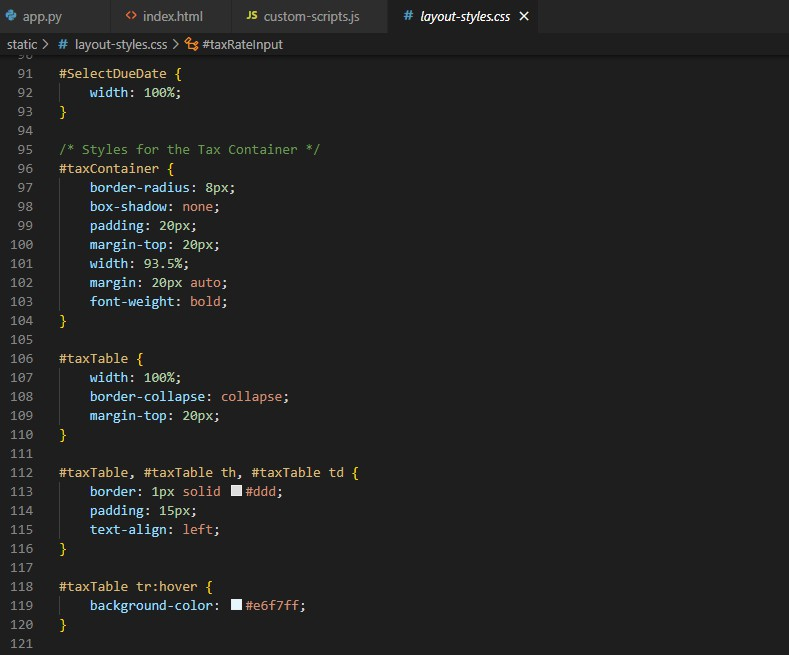 app.py
<> index.html
JS custom-scripts.js
# layout-styles.css ×
static > # layout-styles.css > #taxRateInput
90
91 #SelectDueDate {
92     width: 100%;
93 }
94
95 /* Styles for the Tax Container */
96 #taxContainer {
97     border-radius: 8px;
98     box-shadow: none;
99     padding: 20px;
100     margin-top: 20px;
101     width: 93.5%;
102     margin: 20px auto;
103     font-weight: bold;
104 }
105
106 #taxTable {
107     width: 100%;
108     border-collapse: collapse;
109     margin-top: 20px;
110 }
111
112 #taxTable, #taxTable th, #taxTable td {
113     border: 1px solid #ddd;
114     padding: 15px;
115     text-align: left;
116 }
117
118 #taxTable tr:hover {
119     background-color: #e6f7ff;
120 }
121